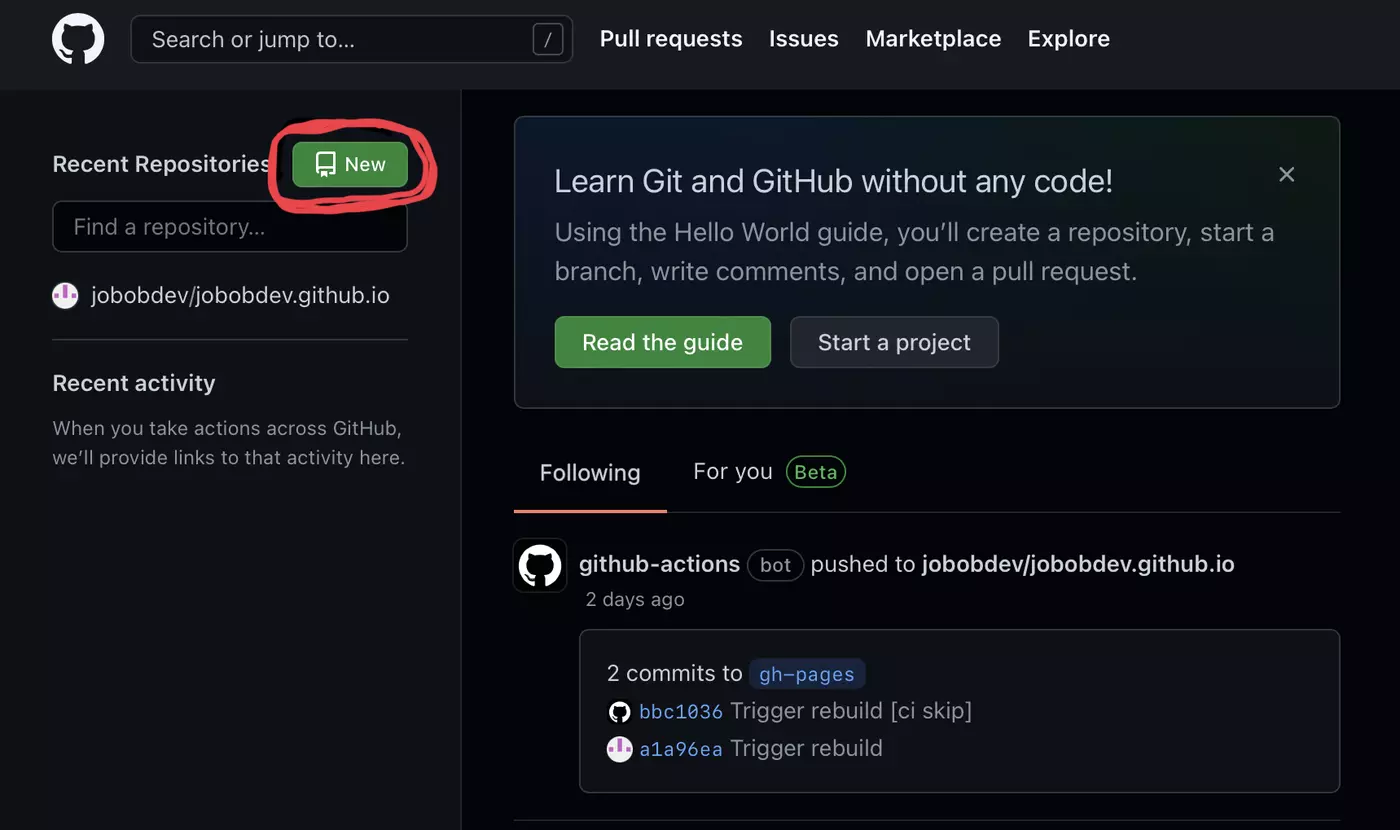 Search or jump to... /
Pull requests Issues Marketplace Explore
Recent Repositories
New
Find a repository...
jobobdev/jobobdev.github.io
Recent activity
When you take actions across GitHub,
we’ll provide links to that activity here.
Learn Git and GitHub without any code!
Using the Hello World guide, you’ll create a repository, start a
branch, write comments, and open a pull request.
Read the guide
Start a project
Following
For you Beta
github-actions bot pushed to jobobdev/jobobdev.github.io
2 days ago
2 commits to gh-pages
bbc1036 Trigger rebuild [ci skip]
a1a96ea Trigger rebuild